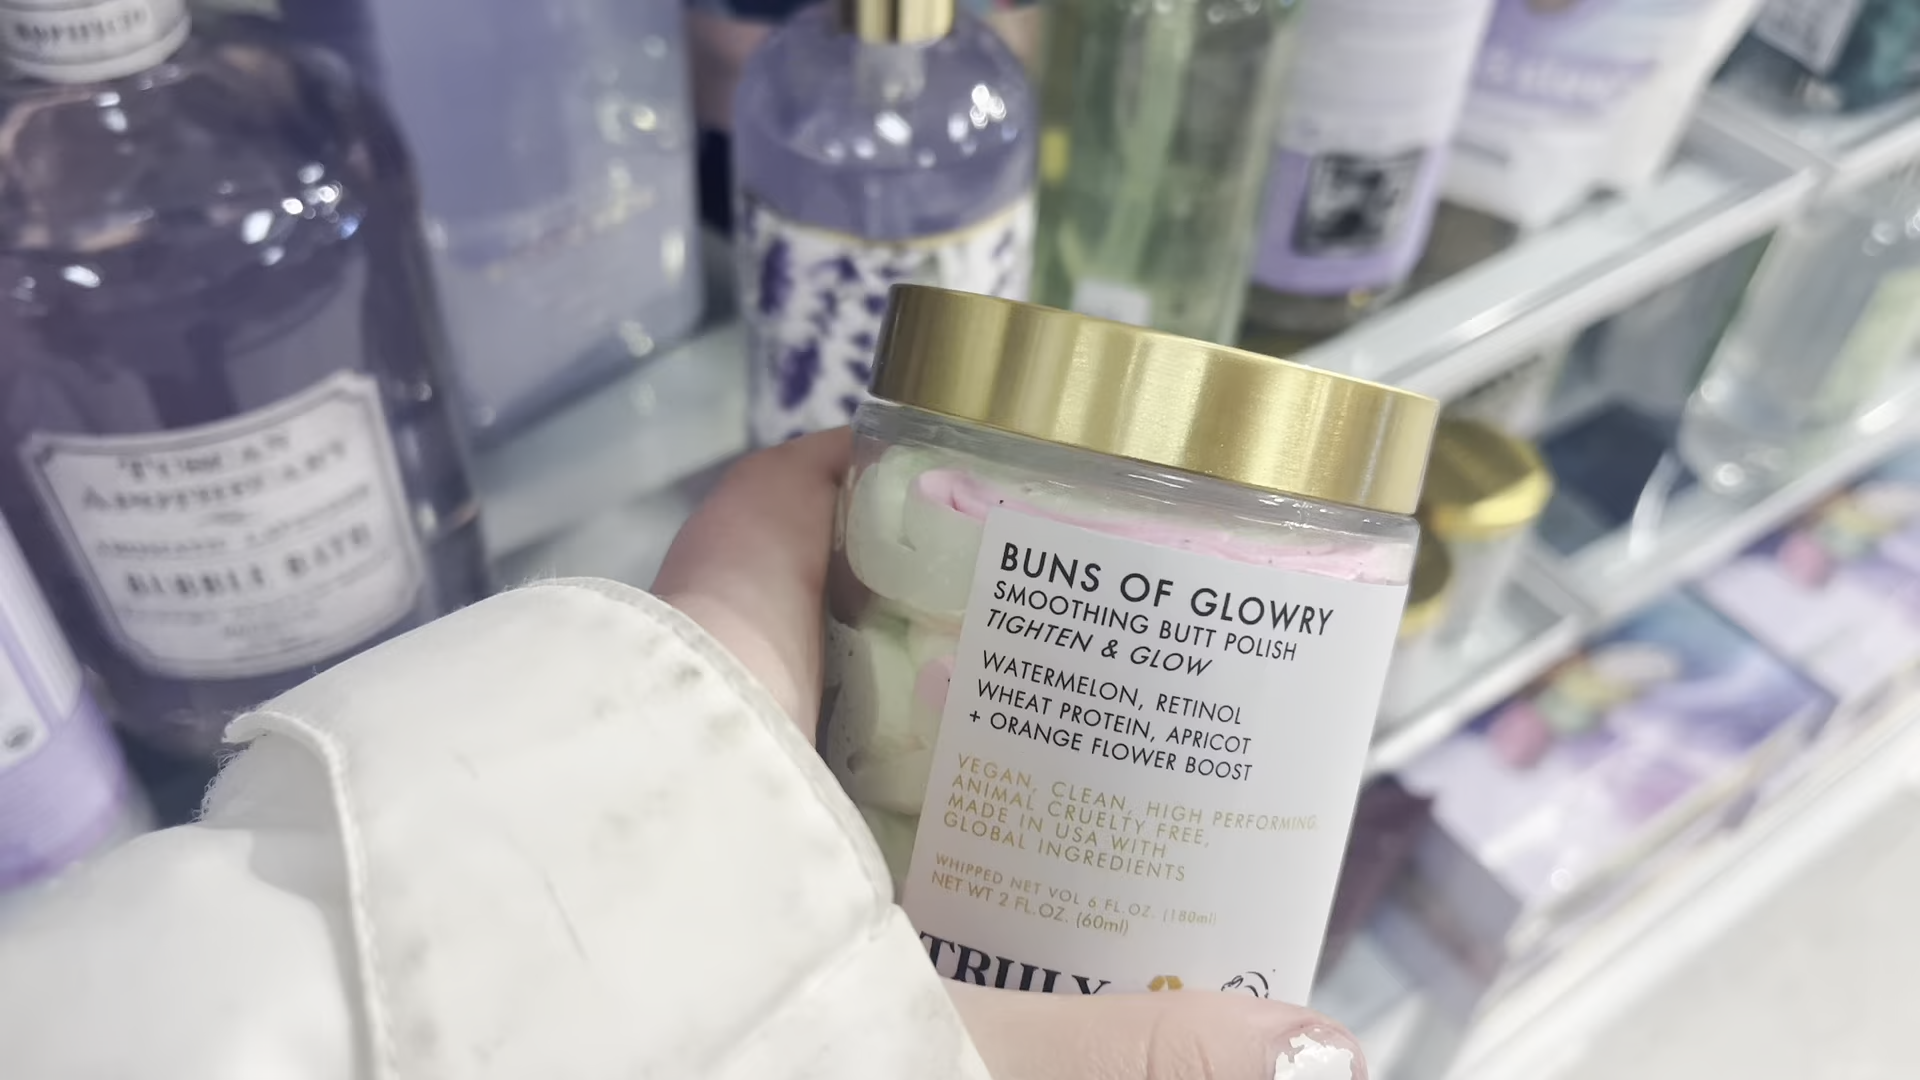 TUSCAN
APOTHECARY
BUBBLE BATH
BUNS OF GLOWRY
SMOOTHING BUTT POLISH
TIGHTEN & GLOW
WATERMELON, RETINOL
WHEAT PROTEIN, APRICOT
+ ORANGE FLOWER BOOST
VEGAN, CLEAN, HIGH PERFORMING,
ANIMAL CRUELTY FREE,
MADE IN USA WITH
GLOBAL INGREDIENTS
WHIPPED NET VOL 6 FL.OZ. (180ml)
NET WT 2 FL.OZ. (60ml)
TRULY